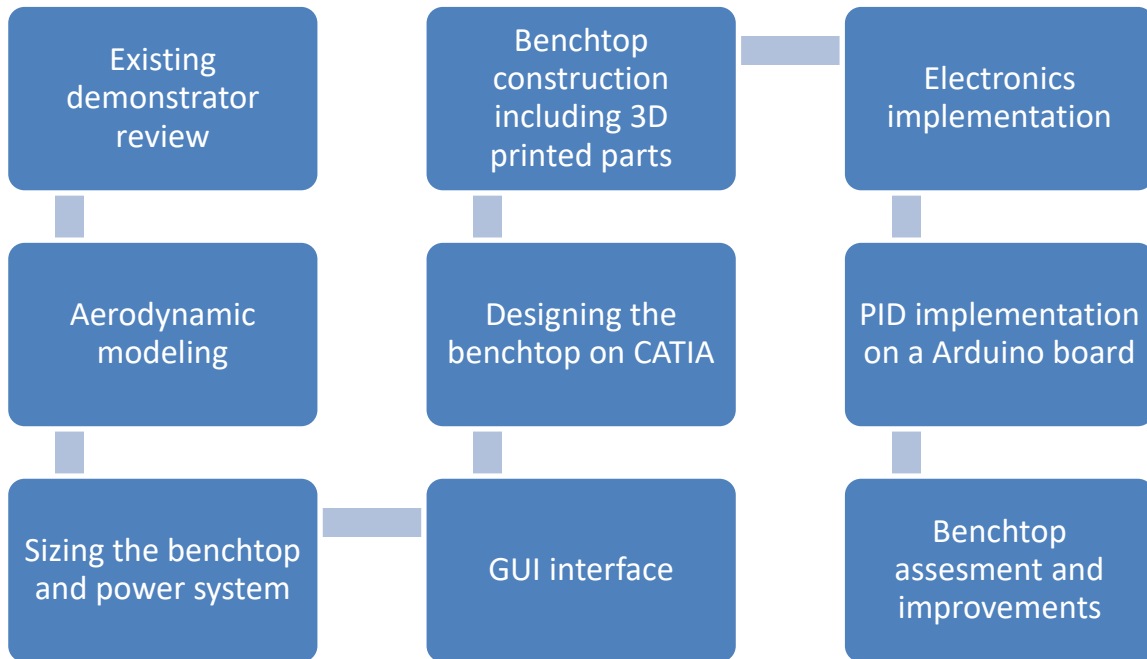 Existing
demonstrator
review
Aerodynamic
modeling
Sizing the benchtop
and power system
GUI interface
Designing the
benchtop on CATIA
Benchtop
construction
including 3D
printed parts
Electronics
implementation
PID implementation
on a Arduino board
Benchtop
assesment and
improvements